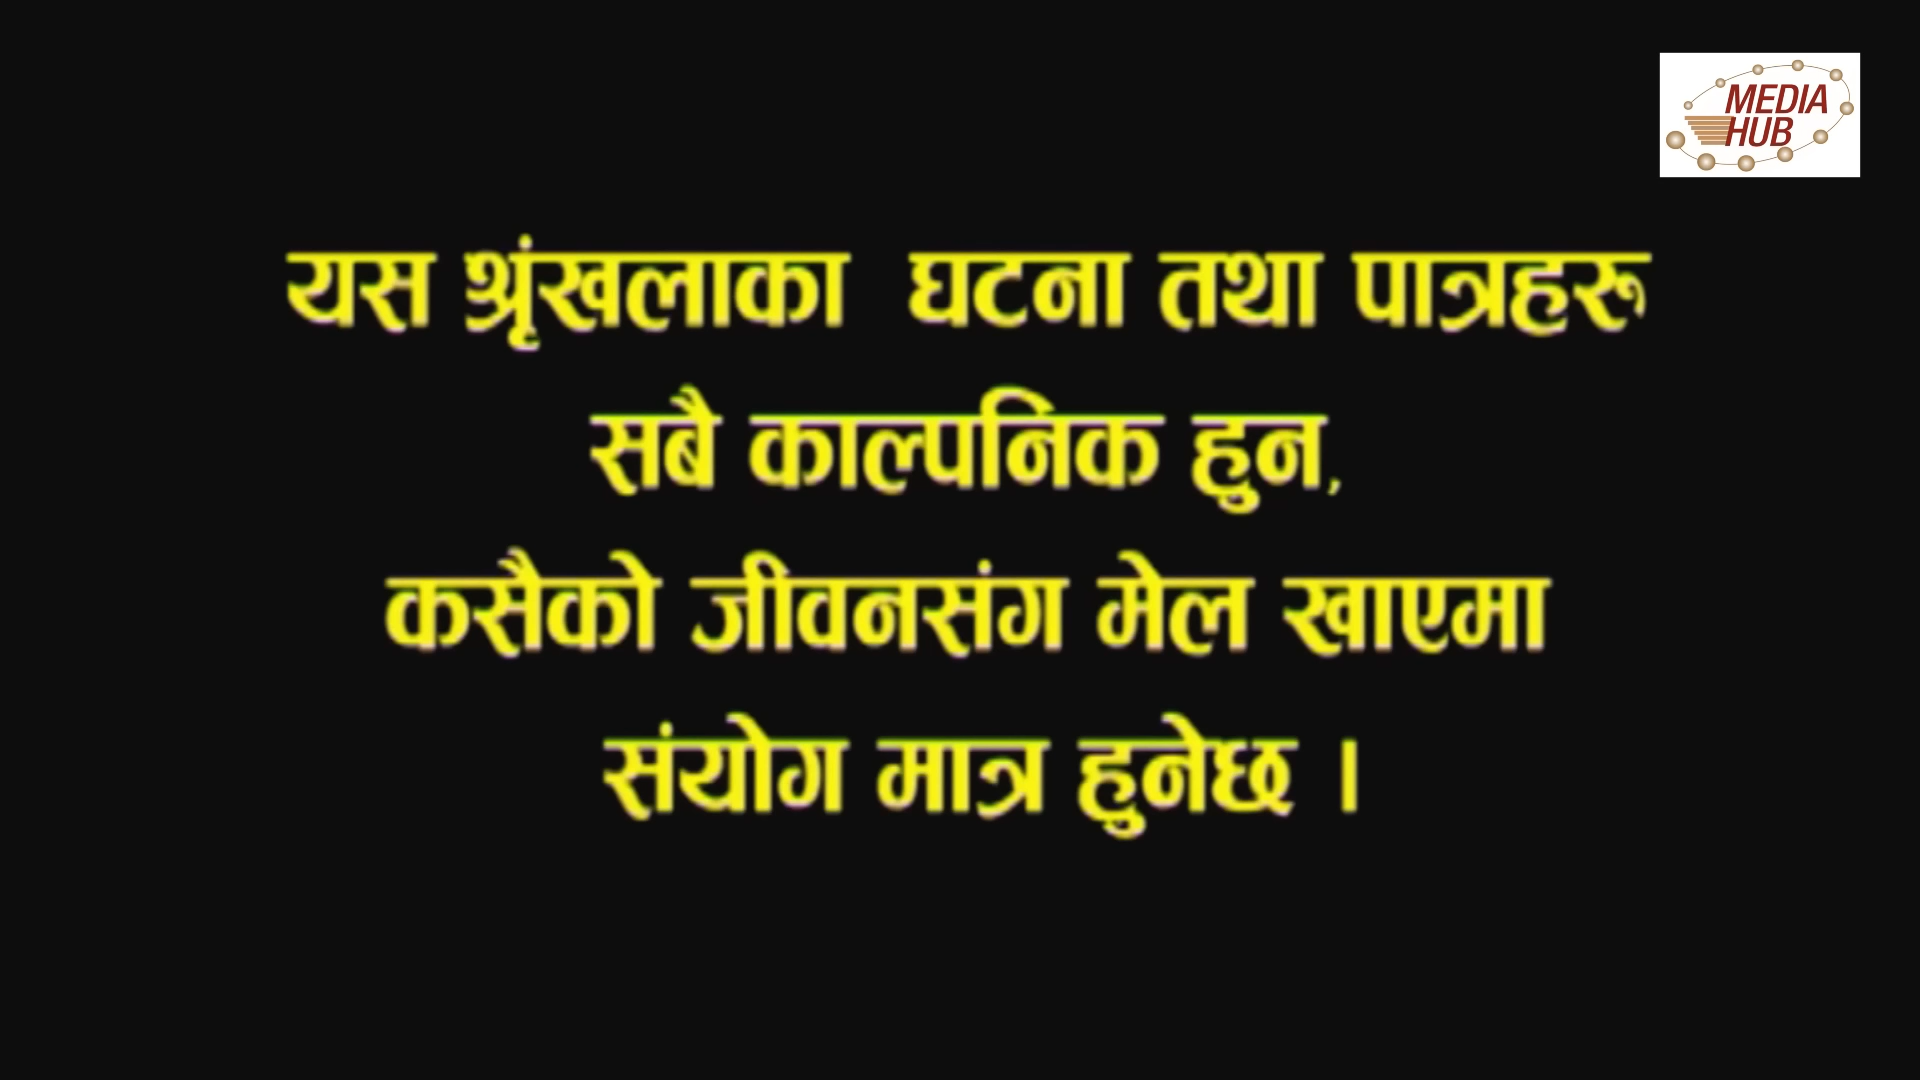 MEDIA
HUB
यस श्रृंखलाका घटना तथा पात्रहरू
सबै काल्पनिक हुन,
कसैको जीवनसंग मेल खाएमा
संयोग मात्र हुनेछ ।